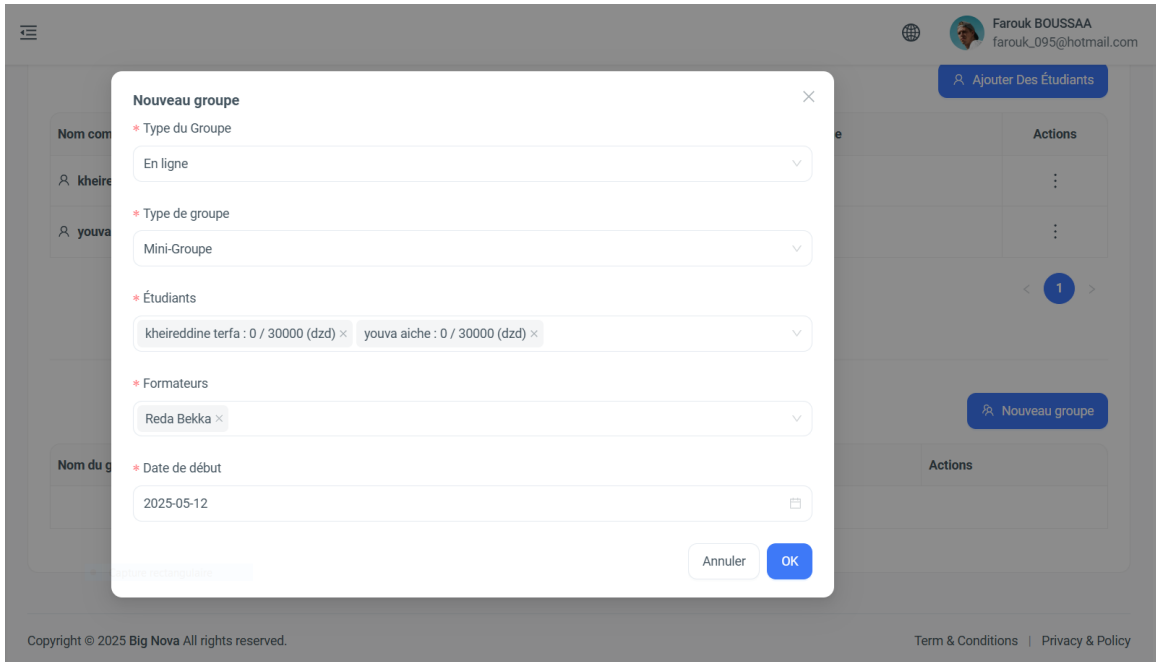 Farouk BOUSSAA
farouk_095@hotmail.com
Ajouter Des Étudiants
Nouveau groupe
* Type du Groupe
Nom com
e
Actions
En ligne
kheire
* Type de groupe
youva
Mini-Groupe
* Étudiants
< 1 >
kheireddine terfa : 0 / 30000 (dzd) × youva aiche : 0 / 30000 (dzd) ×
* Formateurs
Reda Bekka ×
Nouveau groupe
Nom du g
* Date de début
Actions
2025-05-12
Annuler OK
Copyright © 2025 Big Nova All rights reserved.
Term & Conditions | Privacy & Policy